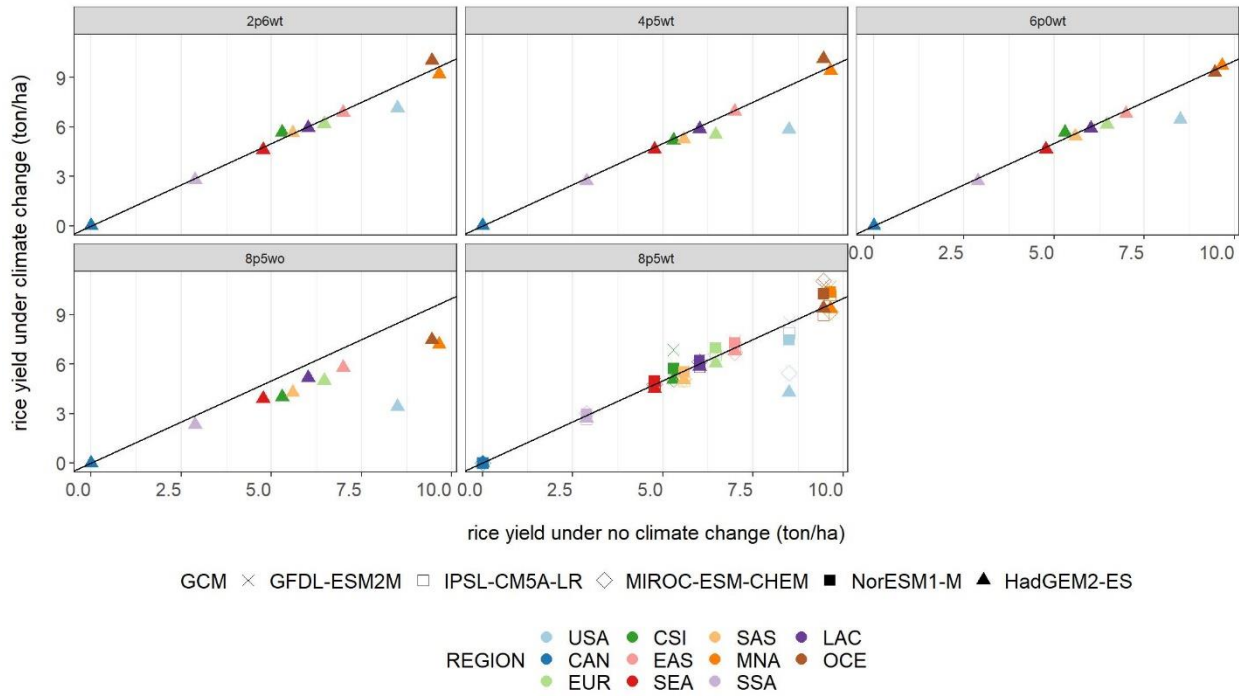 2p6wt 4p5wt 6p0wt
rice yield under climate change (ton/ha)
9
6
3
0
0.0 2.5 5.0 7.5 10.0
8p5wo 8p5wt
9
6
3
0
0.0 2.5 5.0 7.5 10.0 0.0 2.5 5.0 7.5 10.0
rice yield under no climate change (ton/ha)
GCM GFDL-ESM2M IPSL-CM5A-LR MIROC-ESM-CHEM NorESM1-M HadGEM2-ES
USA CSI SAS LAC
REGION CAN EAS MNA OCE
EUR SEA SSA